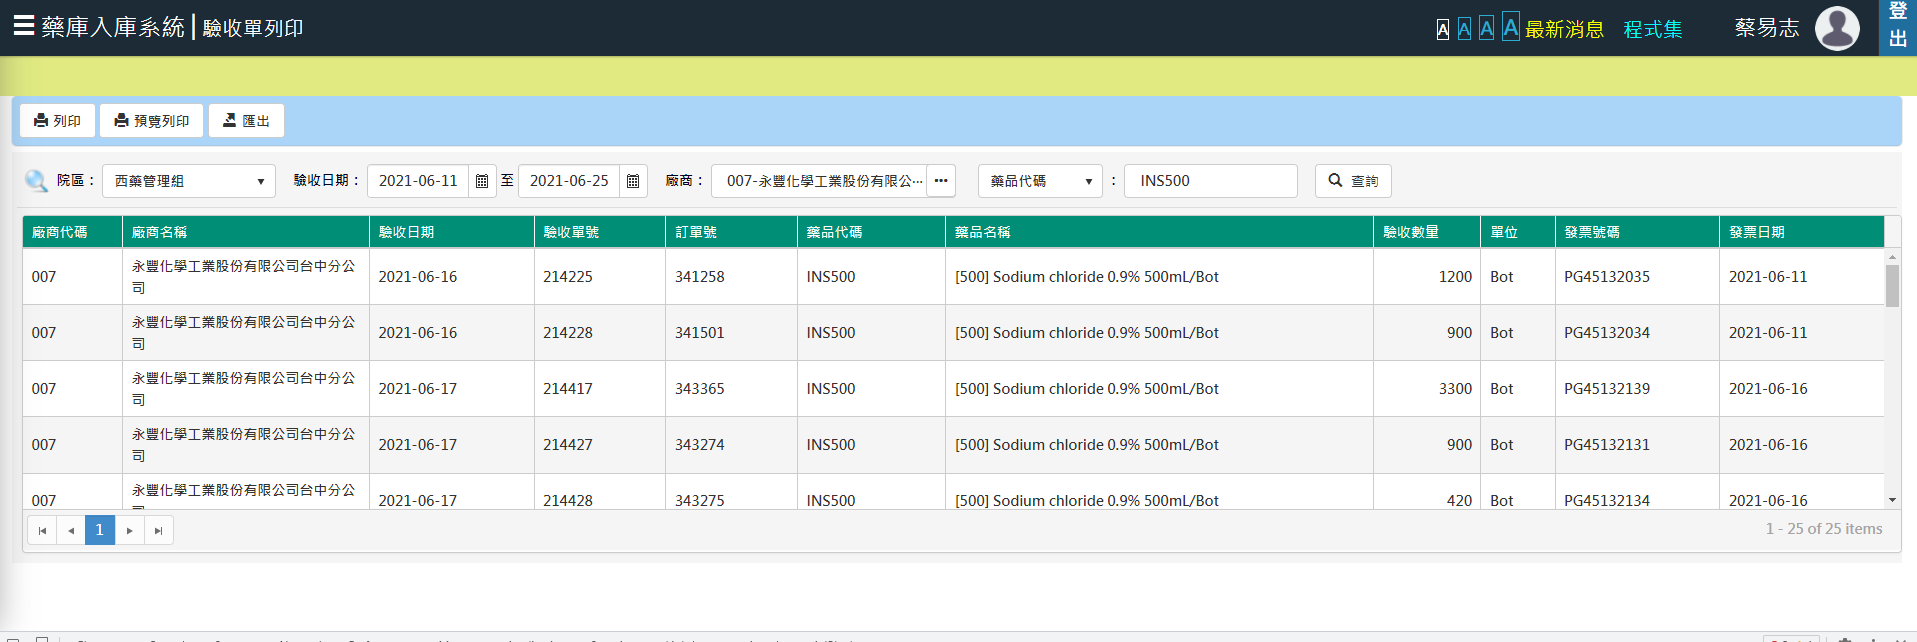 藥庫入庫系統 | 驗收單列印
A A A A 最新消息 程式集 蔡易志 登出
列印 預覽列印 匯出
院區： 西藥管理組 驗收日期： 2021-06-11 至 2021-06-25 廠商： 007-永豐化學工業股份有限公··· ··· 藥品代碼 ： INS500 查詢
廠商代碼 廠商名稱 驗收日期 驗收單號 訂單號 藥品代碼 藥品名稱 驗收數量 單位 發票號碼 發票日期
007 永豐化學工業股份有限公司台中分公司 2021-06-16 214225 341258 INS500 [500] Sodium chloride 0.9% 500mL/Bot 1200 Bot PG45132035 2021-06-11
007 永豐化學工業股份有限公司台中分公司 2021-06-16 214228 341501 INS500 [500] Sodium chloride 0.9% 500mL/Bot 900 Bot PG45132034 2021-06-11
007 永豐化學工業股份有限公司台中分公司 2021-06-17 214417 343365 INS500 [500] Sodium chloride 0.9% 500mL/Bot 3300 Bot PG45132139 2021-06-16
007 永豐化學工業股份有限公司台中分公司 2021-06-17 214427 343274 INS500 [500] Sodium chloride 0.9% 500mL/Bot 900 Bot PG45132131 2021-06-16
007 永豐化學工業股份有限公司台中分公 2021-06-17 214428 343275 INS500 [500] Sodium chloride 0.9% 500mL/Bot 420 Bot PG45132134 2021-06-16
1
1 - 25 of 25 items